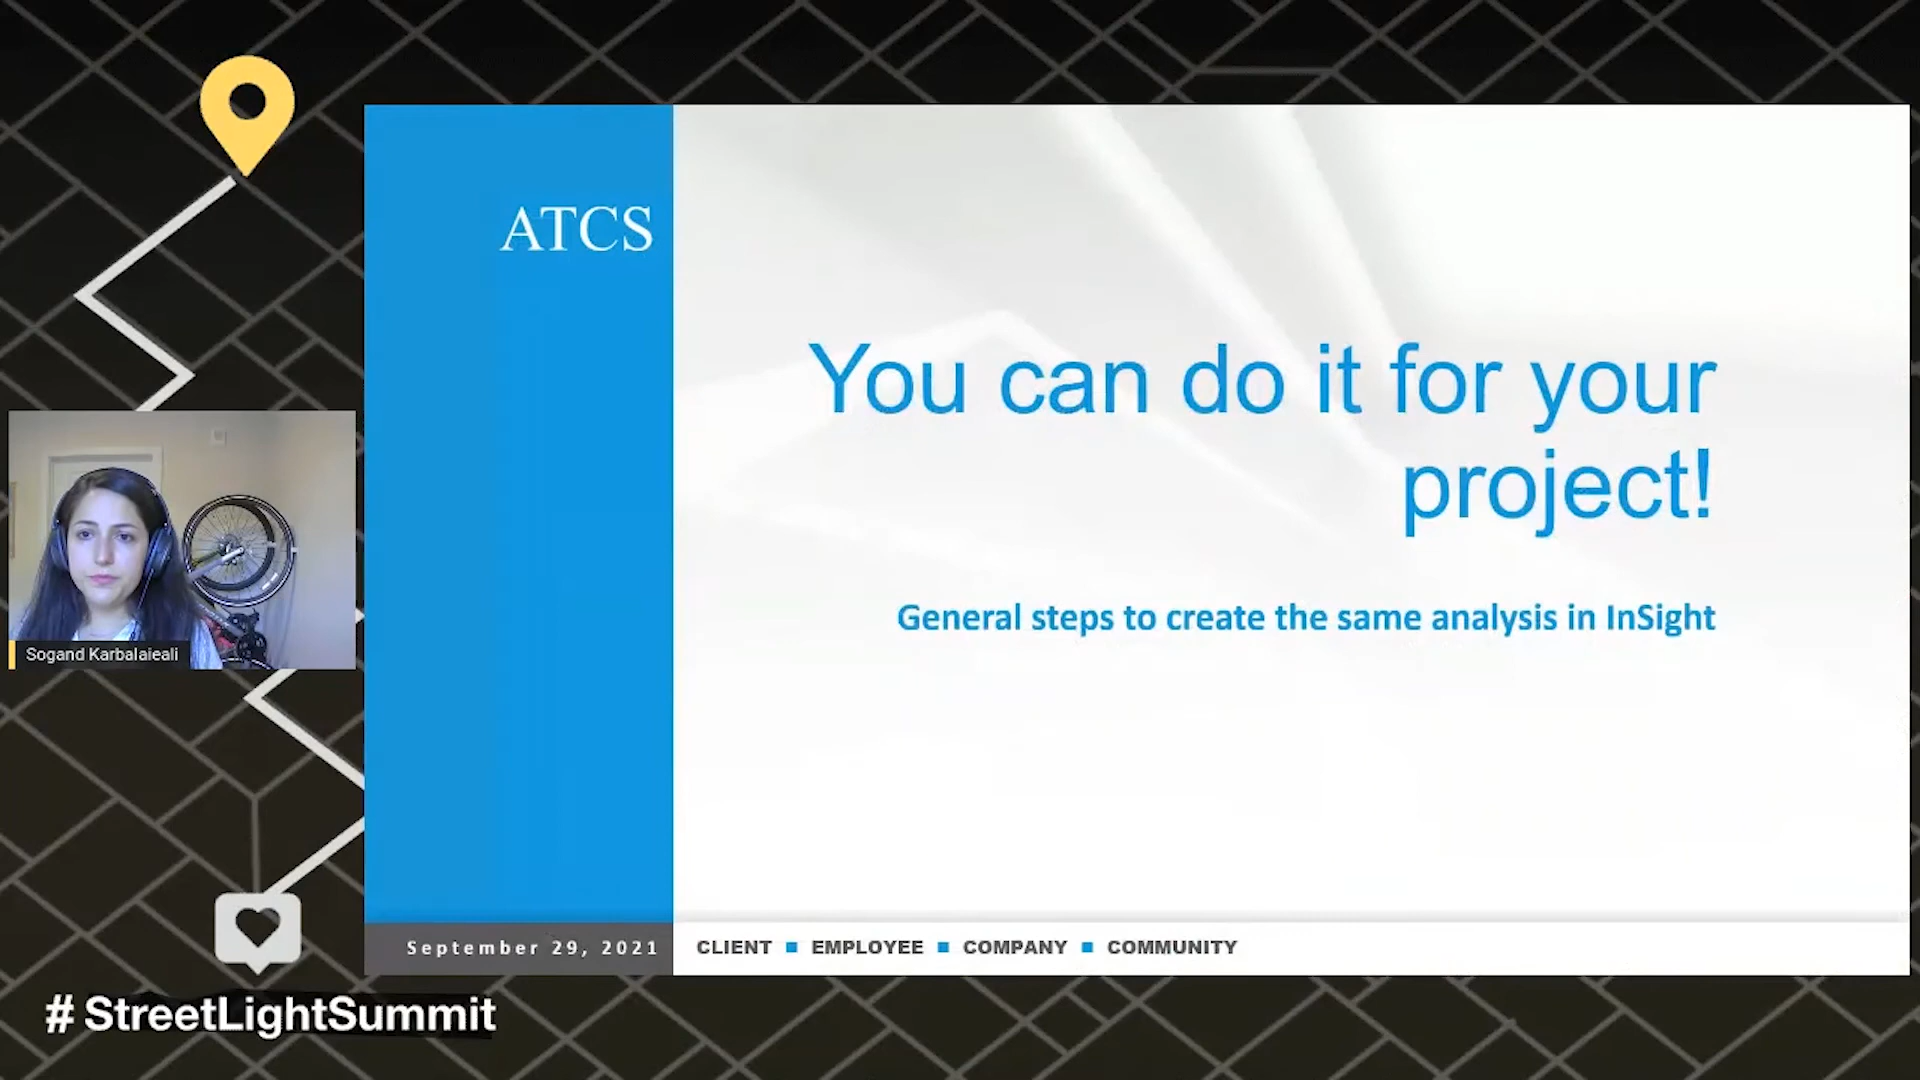 ATCS
You can do it for your
project!
General steps to create the same analysis in InSight
Sogand Karbalaieali
September 29, 2021
CLIENT ■ EMPLOYEE ■ COMPANY ■ COMMUNITY
# StreetLightSummit